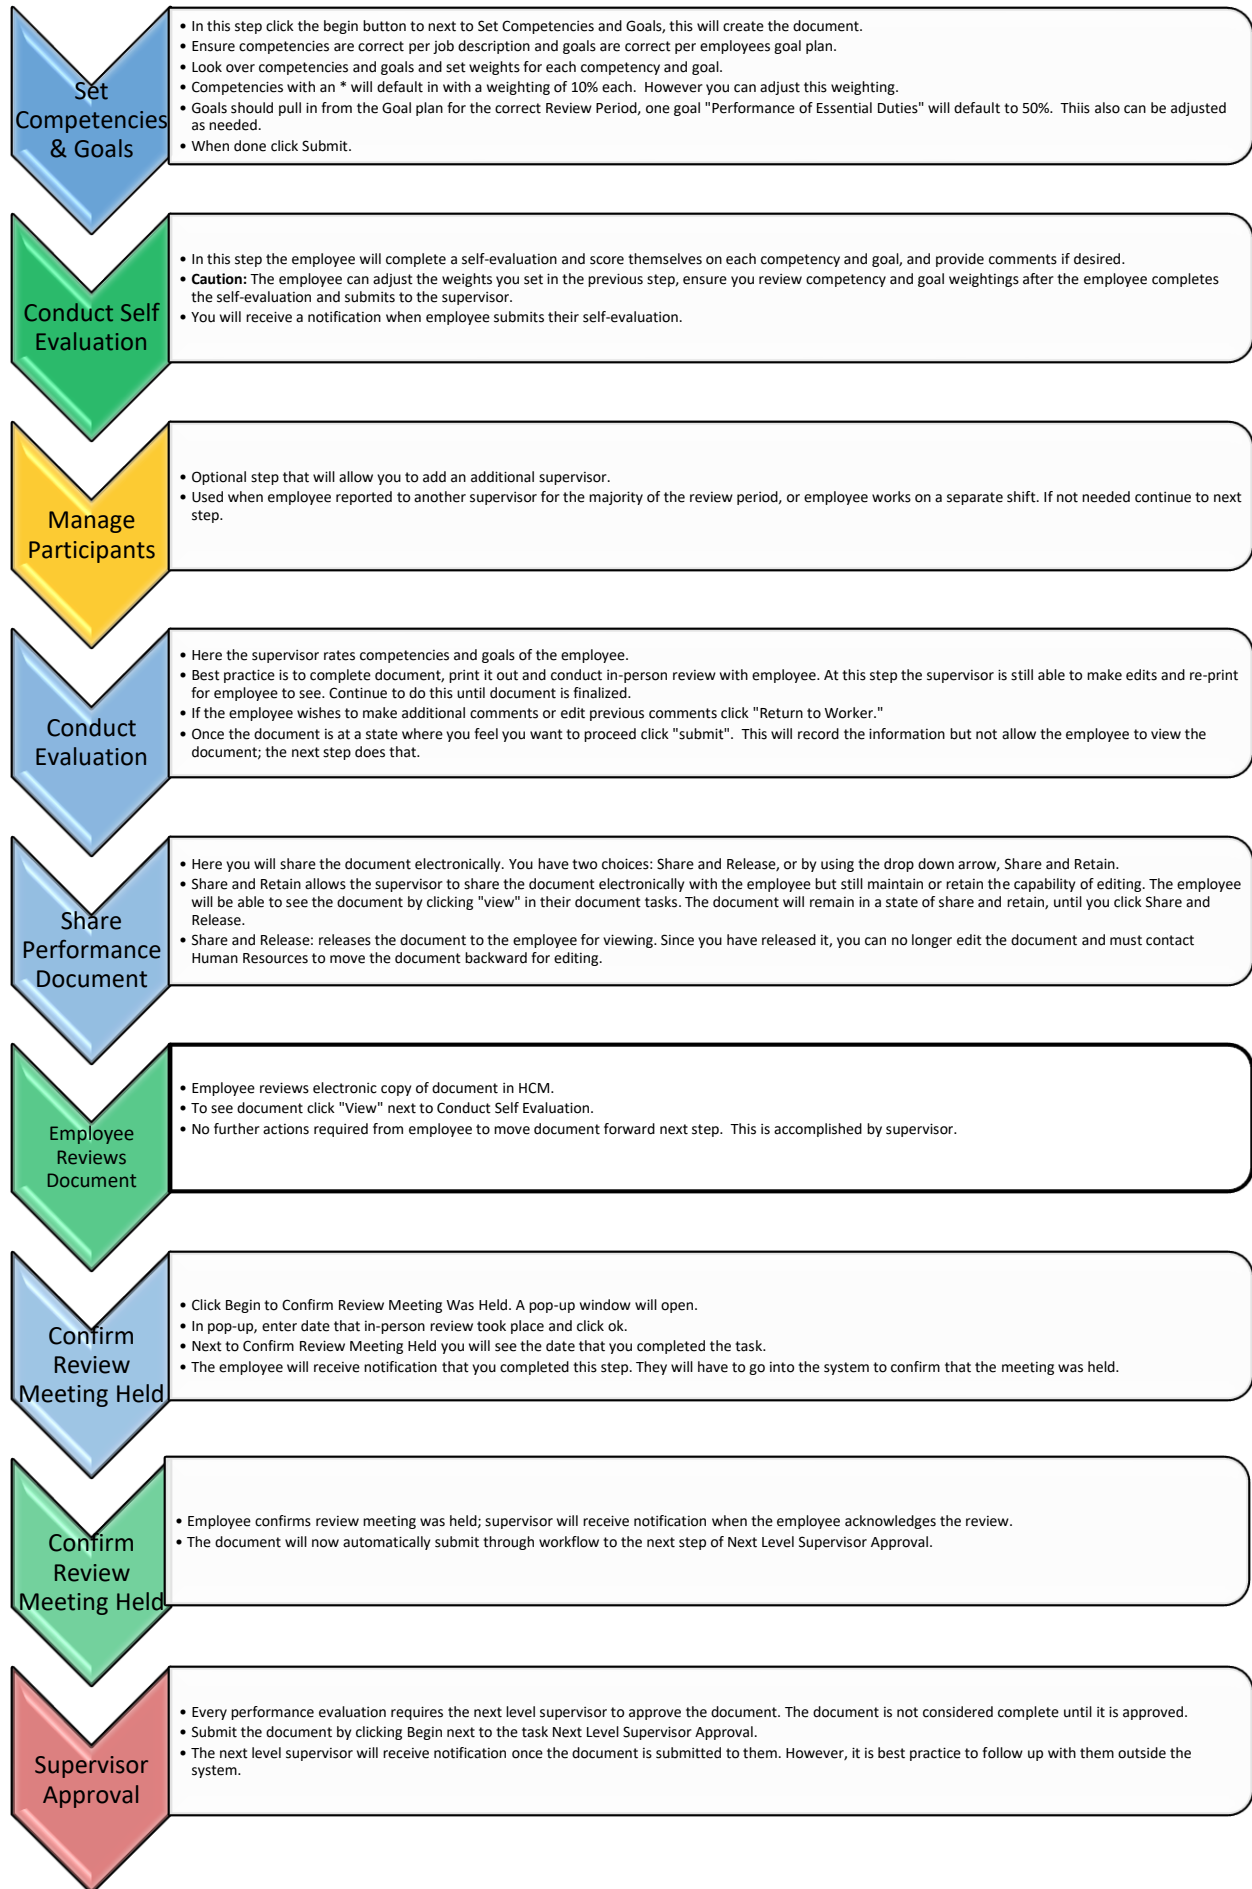 Set
Competencies
& Goals
• In this step click the begin button to next to Set Competencies and Goals, this will create the document.
• Ensure competencies are correct per job description and goals are correct per employees goal plan.
• Look over competencies and goals and set weights for each competency and goal.
• Competencies with an * will default in with a weighting of 10% each.  However you can adjust this weighting.
• Goals should pull in from the Goal plan for the correct Review Period, one goal "Performance of Essential Duties" will default to 50%.  Thiis also can be adjusted
as needed.
• When done click Submit.
Conduct Self
Evaluation
• In this step the employee will complete a self-evaluation and score themselves on each competency and goal, and provide comments if desired.
• Caution: The employee can adjust the weights you set in the previous step, ensure you review competency and goal weightings after the employee completes
the self-evaluation and submits to the supervisor.
• You will receive a notification when employee submits their self-evaluation.
Manage
Participants
• Optional step that will allow you to add an additional supervisor.
• Used when employee reported to another supervisor for the majority of the review period, or employee works on a separate shift. If not needed continue to next
step.
Conduct
Evaluation
• Here the supervisor rates competencies and goals of the employee.
• Best practice is to complete document, print it out and conduct in-person review with employee. At this step the supervisor is still able to make edits and re-print
for employee to see. Continue to do this until document is finalized.
• If the employee wishes to make additional comments or edit previous comments click "Return to Worker."
• Once the document is at a state where you feel you want to proceed click "submit".  This will record the information but not allow the employee to view the
document; the next step does that.
Share
Performance
Document
• Here you will share the document electronically. You have two choices: Share and Release, or by using the drop down arrow, Share and Retain.
• Share and Retain allows the supervisor to share the document electronically with the employee but still maintain or retain the capability of editing. The employee
will be able to see the document by clicking "view" in their document tasks. The document will remain in a state of share and retain, until you click Share and
Release.
• Share and Release: releases the document to the employee for viewing. Since you have released it, you can no longer edit the document and must contact
Human Resources to move the document backward for editing.
Employee
Reviews
Document
• Employee reviews electronic copy of document in HCM.
• To see document click "View" next to Conduct Self Evaluation.
• No further actions required from employee to move document forward next step.  This is accomplished by supervisor.
Confirm
Review
Meeting Held
• Click Begin to Confirm Review Meeting Was Held. A pop-up window will open.
• In pop-up, enter date that in-person review took place and click ok.
• Next to Confirm Review Meeting Held you will see the date that you completed the task.
• The employee will receive notification that you completed this step. They will have to go into the system to confirm that the meeting was held.
Confirm
Review
Meeting Held
• Employee confirms review meeting was held; supervisor will receive notification when the employee acknowledges the review.
• The document will now automatically submit through workflow to the next step of Next Level Supervisor Approval.
Supervisor
Approval
• Every performance evaluation requires the next level supervisor to approve the document. The document is not considered complete until it is approved.
• Submit the document by clicking Begin next to the task Next Level Supervisor Approval.
• The next level supervisor will receive notification once the document is submitted to them. However, it is best practice to follow up with them outside the
system.